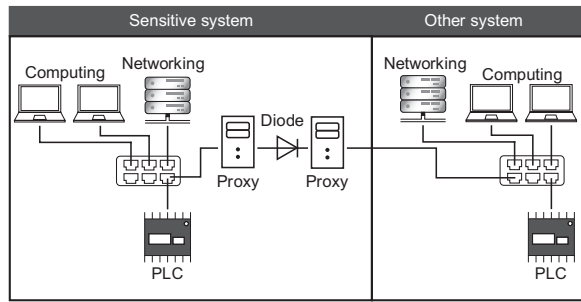 Sensitive system
Other system
Computing
Networking
Diode
Proxy
Proxy
PLC
Networking
Computing
PLC